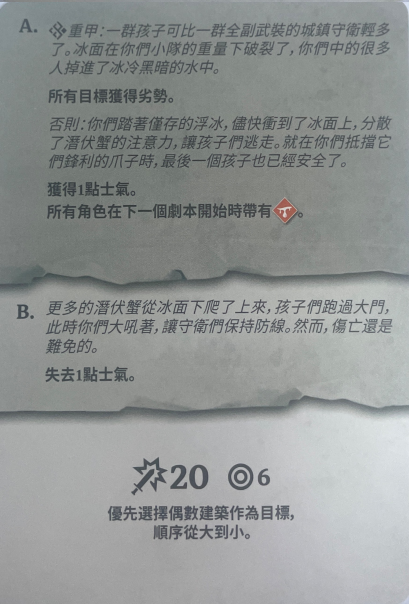 A. 重甲：一群孩子可比一群全副武裝的城鎮守衛輕多
了。冰面在你們小隊的重量下破裂了，你們中的很多
人掉進了冰冷黑暗的水中。
所有目標獲得劣勢。
否則：你們踏著僅存的浮冰，儘快衝到了冰面上，分散
了潛伏蟹的注意力，讓孩子們逃走。就在你們抵擋它
們鋒利的爪子時，最後一個孩子也已經安全了。
獲得1點士氣。
所有角色在下一個劇本開始時帶有。
B. 更多的潛伏蟹從冰面下爬了上來，孩子們跑過大門，
此時你們大吼著，讓守衛們保持防線。然而，傷亡還是
難免的。
失去1點士氣。
20 6
優先選擇偶數建築作為目標，
順序從大到小。